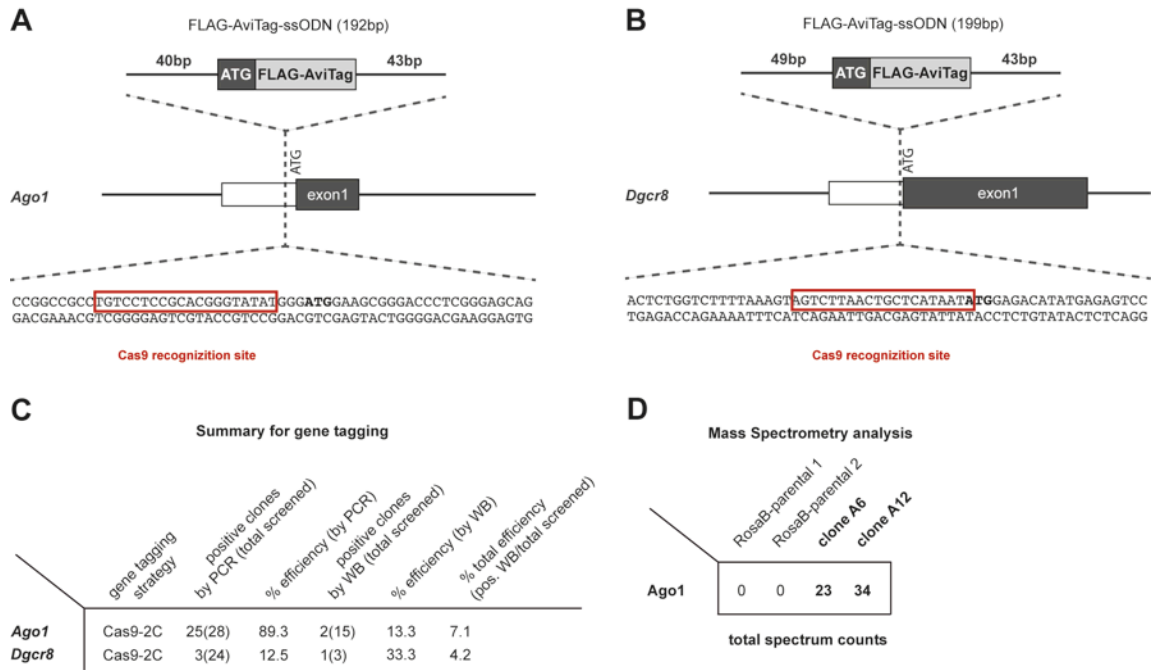 A
FLAG-AviTag-ssODN (192bp)
40bp
ATG
FLAG-AviTag
43bp
ATG
Ago1
exon1
CCGGCCGCCTGTCCTCCGCACGGGTATATGGGATGGAAGCGGGACCCTCGGGAGCAG
GACGAAACGTCGGGGAGTCGTACCGTCCGGACGTCGAGTACTGGGGACGAAGGAGTG
Cas9 recognizition site
B
FLAG-AviTag-ssODN (199bp)
49bp
ATG
FLAG-AviTag
43bp
ATG
Dgcr8
exon1
ACTCTGGTCTTTTAAAGTAGTCTTAACTGCTCATAATATGGAGACATATGAGAGTCC
TGAGACCAGAAAATTTCATCAGAATTGACGAGTATTATACCTCTGTATACTCTCAGG
Cas9 recognizition site
C
Summary for gene tagging
gene tagging
strategy
positive clones
by PCR (total screened)
% efficiency (by PCR)
positive clones
by WB (total screened)
% efficiency (by WB)
% total efficiency
(pos. WB/total screened)
Ago1 Cas9-2C 25(28) 89.3 2(15) 13.3 7.1
Dgcr8 Cas9-2C 3(24) 12.5 1(3) 33.3 4.2
D
Mass Spectrometry analysis
RosaB-parental 1
RosaB-parental 2
clone A6
clone A12
Ago1 0 0 23 34
total spectrum counts